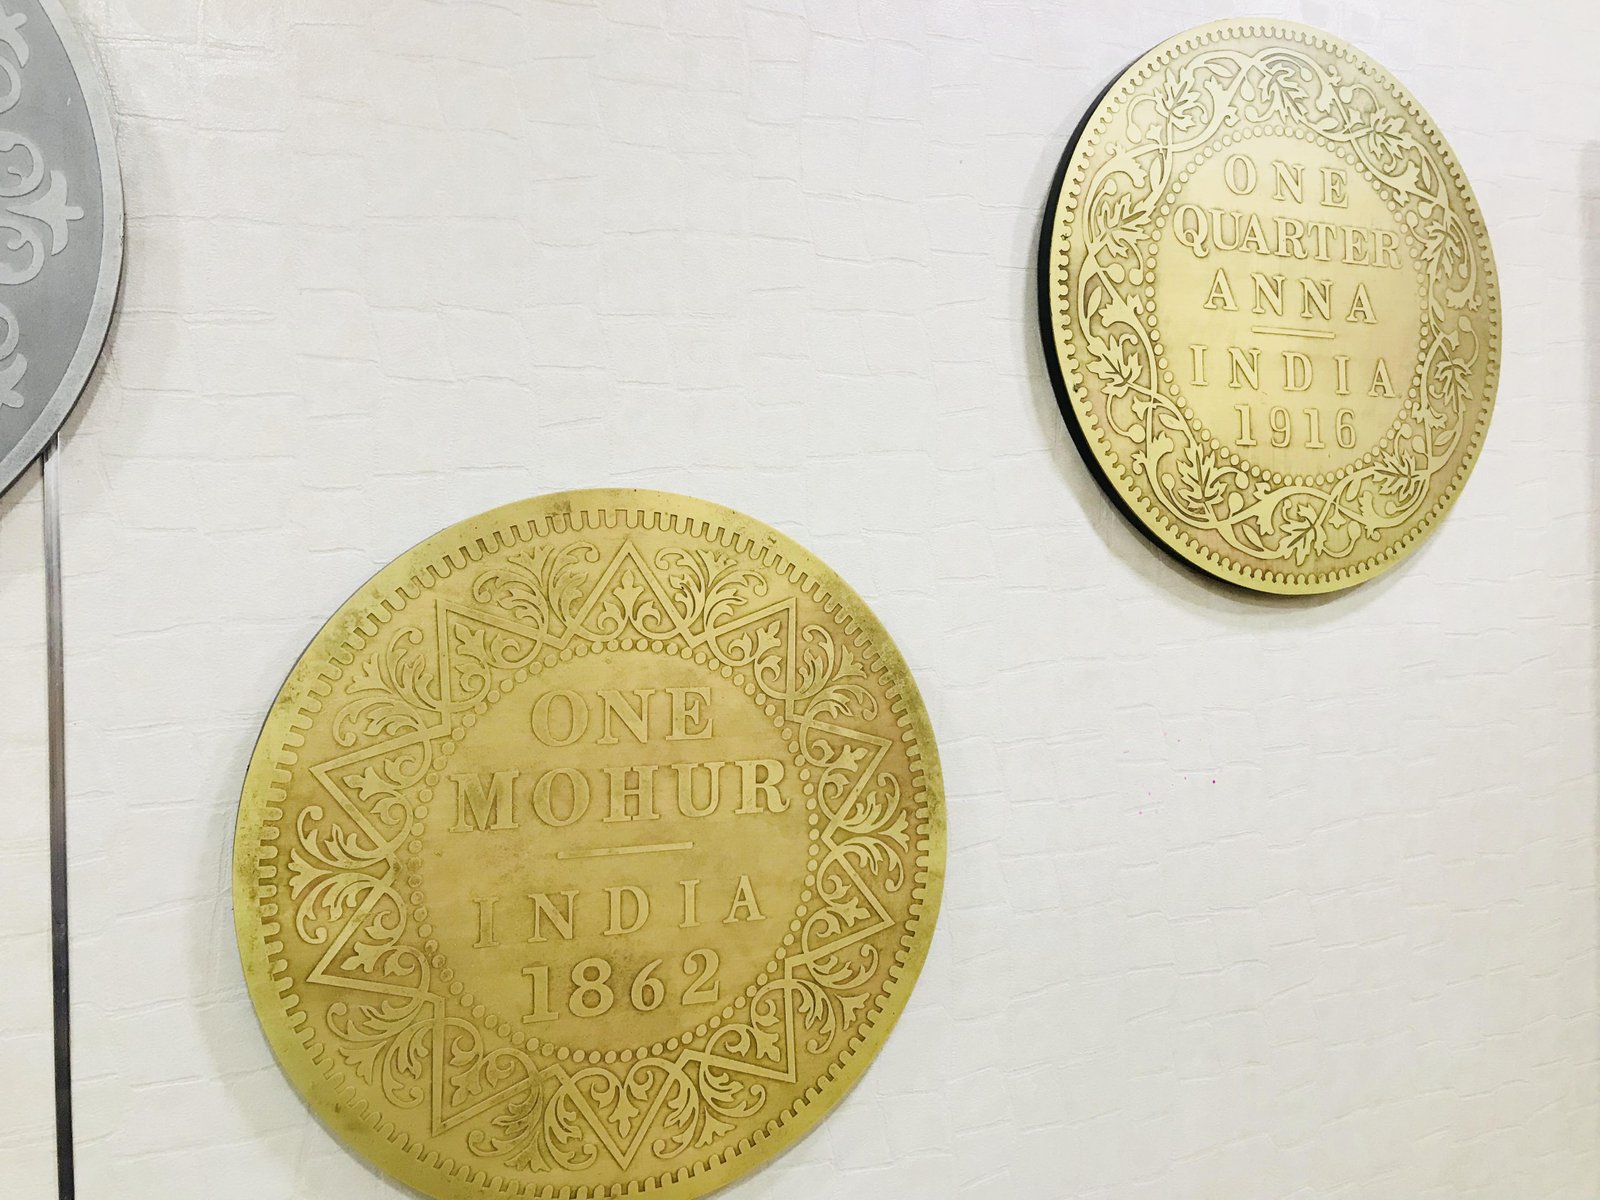 ONE
QUARTER
ANNA
INDIA
1916
ONE
MOHUR
INDIA
1862